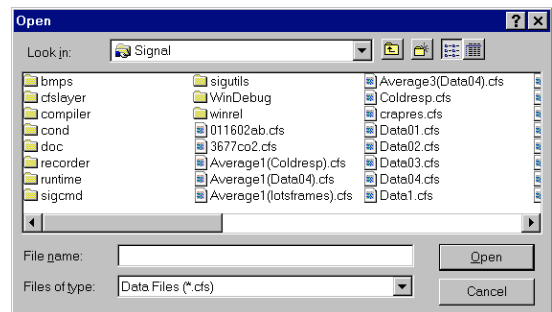 Open
Look in: Signal
bmps
cfslayer
compiler
cond
doc
recorder
runtime
sigcmd
sigutils
WinDebug
winrel
011602ab.cfs
3677co2.cfs
Average1(Coldresp).cfs
Average1(Data04).cfs
Average1(lotsframes).cfs
Average3(Data04).cfs
Coldresp.cfs
crapres.cfs
Data01.cfs
Data02.cfs
Data03.cfs
Data04.cfs
Data1.cfs
File name:
Open
Files of type: Data Files (*.cfs)
Cancel